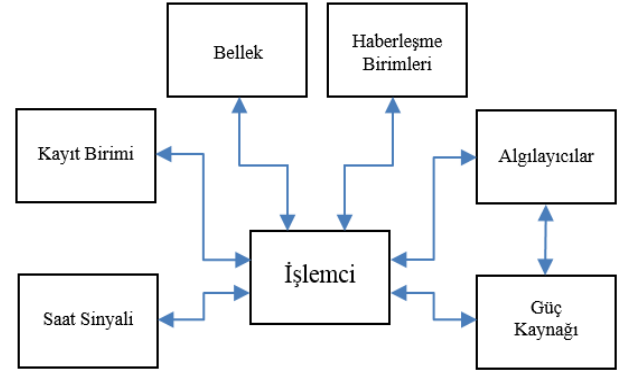 Bellek
Haberleşme
Birimleri
Kayıt Birimi
Algılayıcılar
İşlemci
Saat Sinyali
Güç
Kaynağı